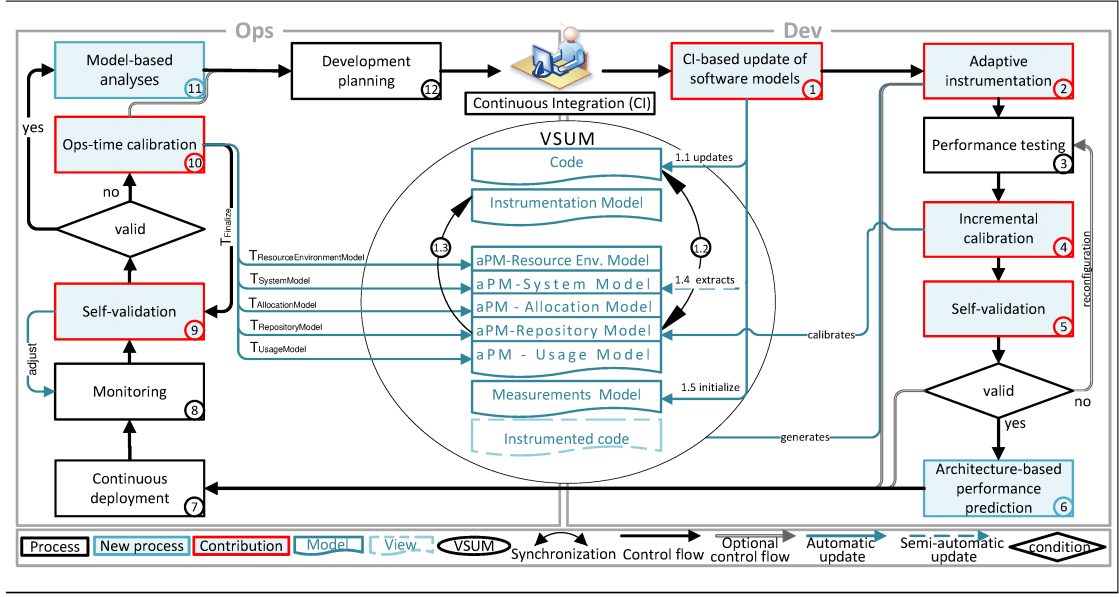 Ops
Dev
Model-based
analyses
11
Development
planning
12
Continuous Integration (CI)
CI-based update of
software models
1
Adaptive
instrumentation
2
yes
Ops-time calibration
10
no
valid
Self-validation
9
adjust
Monitoring
8
Continuous
deployment
7
TFinalize
TResourceEnvironmentModel
TSystemModel
TAllocationModel
TRepositoryModel
TUsageModel
VSUM
Code
Instrumentation Model
aPM-Resource Env. Model
aPM-System Model
aPM - Allocation Model
aPM-Repository Model
aPM - Usage Model
Measurements Model
Instrumented code
1.1 updates
1.2
1.3
1.4 extracts
1.5 initialize
calibrates
generates
Performance testing
3
Incremental
calibration
4
Self-validation
5
reconfiguration
valid
no
yes
Architecture-based
performance
prediction
6
Process
New process
Contribution
Model
View
VSUM
Synchronization
Control flow
Optional
control flow
Automatic
update
Semi-automatic
update
condition